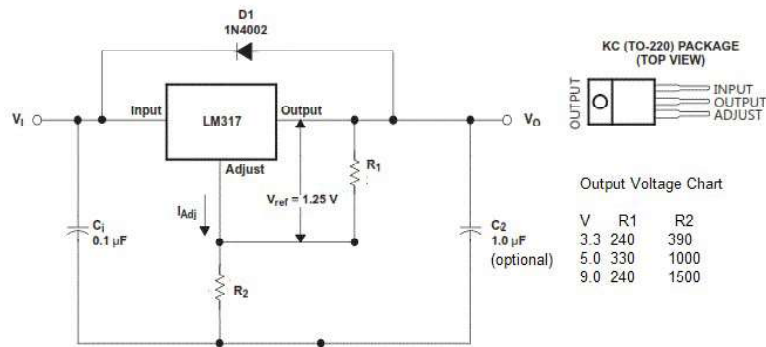 D1
1N4002
KC (TO-220) PACKAGE
(TOP VIEW)
OUTPUT
INPUT
OUTPUT
ADJUST
VI
Input
LM317
Output
VO
Adjust
R1
IAdj
Vref = 1.25 V
Ci
0.1 µF
R2
C2
1.0 µF
(optional)
Output Voltage Chart
V R1 R2
3.3 240 390
5.0 330 1000
9.0 240 1500